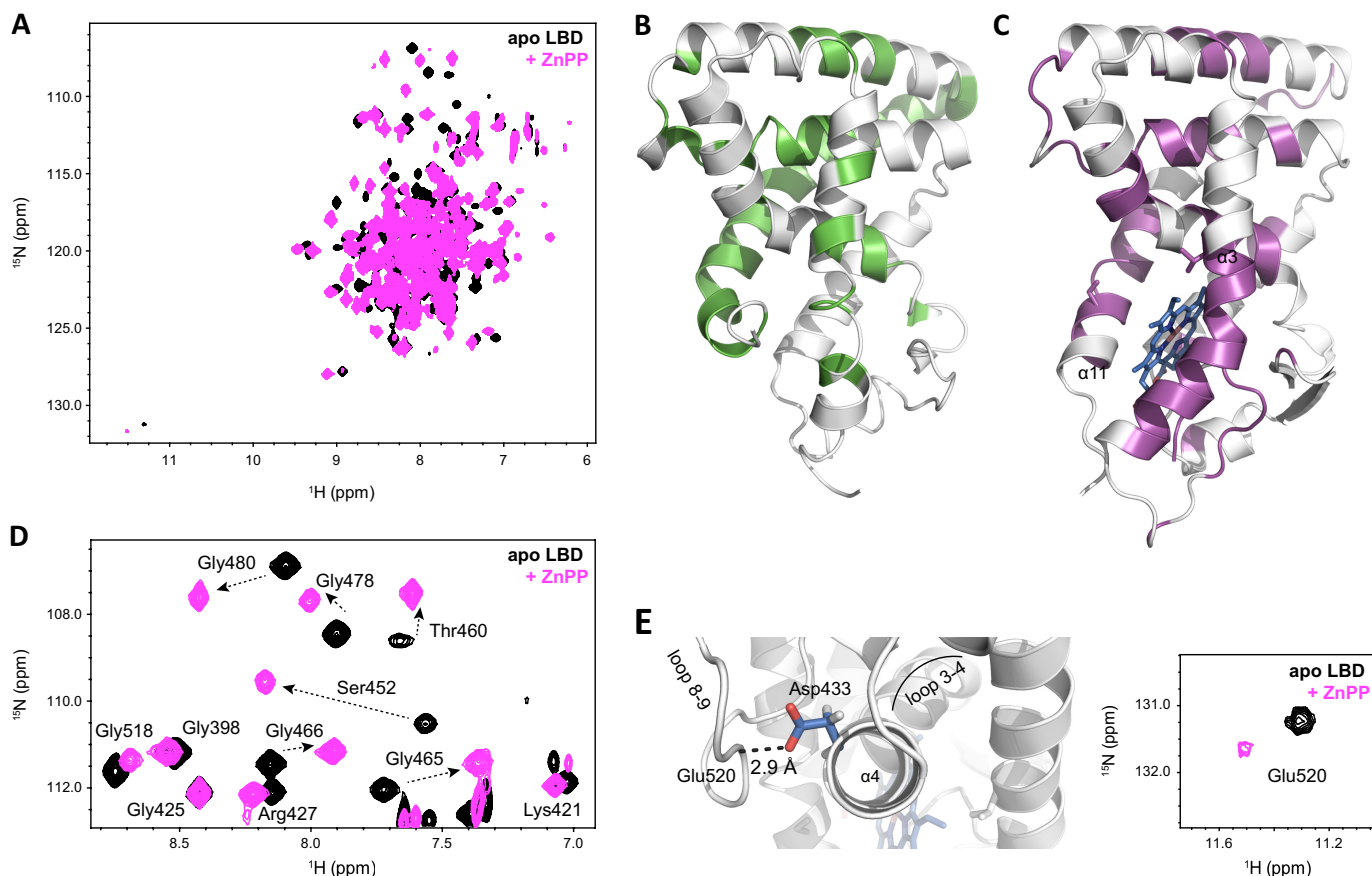 A
apo LBD
+ ZnPP
110.0
115.0
120.0
125.0
130.0
¹⁵N (ppm)
11
10
9
8
7
6
¹H (ppm)
B
C
α3
α11
D
apo LBD
+ ZnPP
Gly480
Gly478
Thr460
Ser452
Gly518
Gly398
Gly466
Gly465
Gly425
Arg427
Lys421
108.0
110.0
112.0
¹⁵N (ppm)
8.5
8.0
7.5
7.0
¹H (ppm)
E
loop 8-9
Asp433
loop 3-4
Glu520
2.9 Å
α4
apo LBD
+ ZnPP
131.0
132.0
¹⁵N (ppm)
Glu520
11.6
11.2
¹H (ppm)